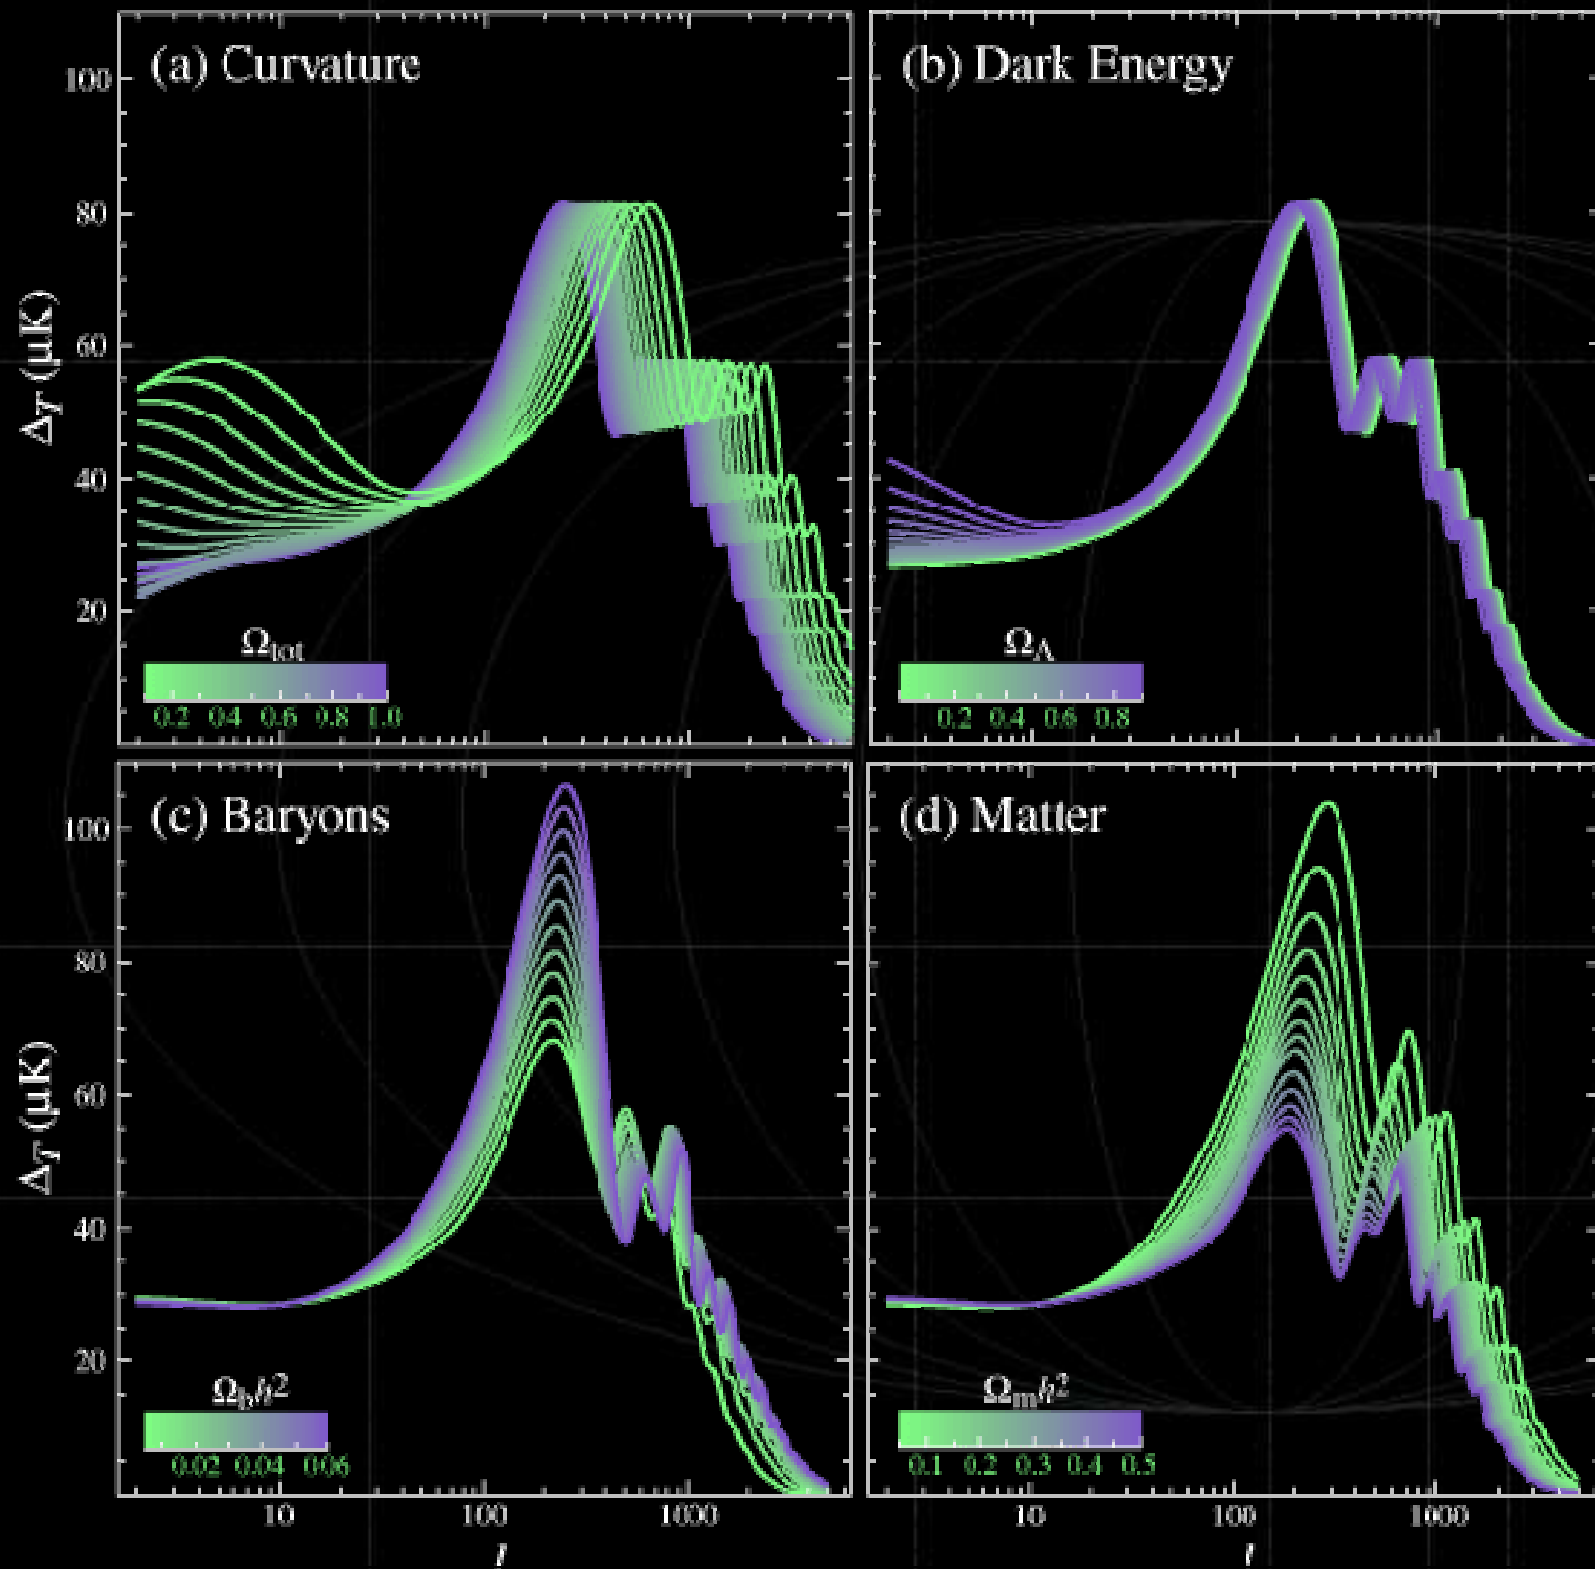 (a) Curvature
(b) Dark Energy
100
80
60
40
20
ΔT (μK)
Ωtot
0.2 0.4 0.6 0.8 1.0
ΩΛ
0.2 0.4 0.6 0.8
(c) Baryons
(d) Matter
100
80
60
40
20
ΔT (μK)
Ωbh²
0.02 0.04 0.06
Ωmh²
0.1 0.2 0.3 0.4 0.5
10 100 1000
10 100 1000
l
l